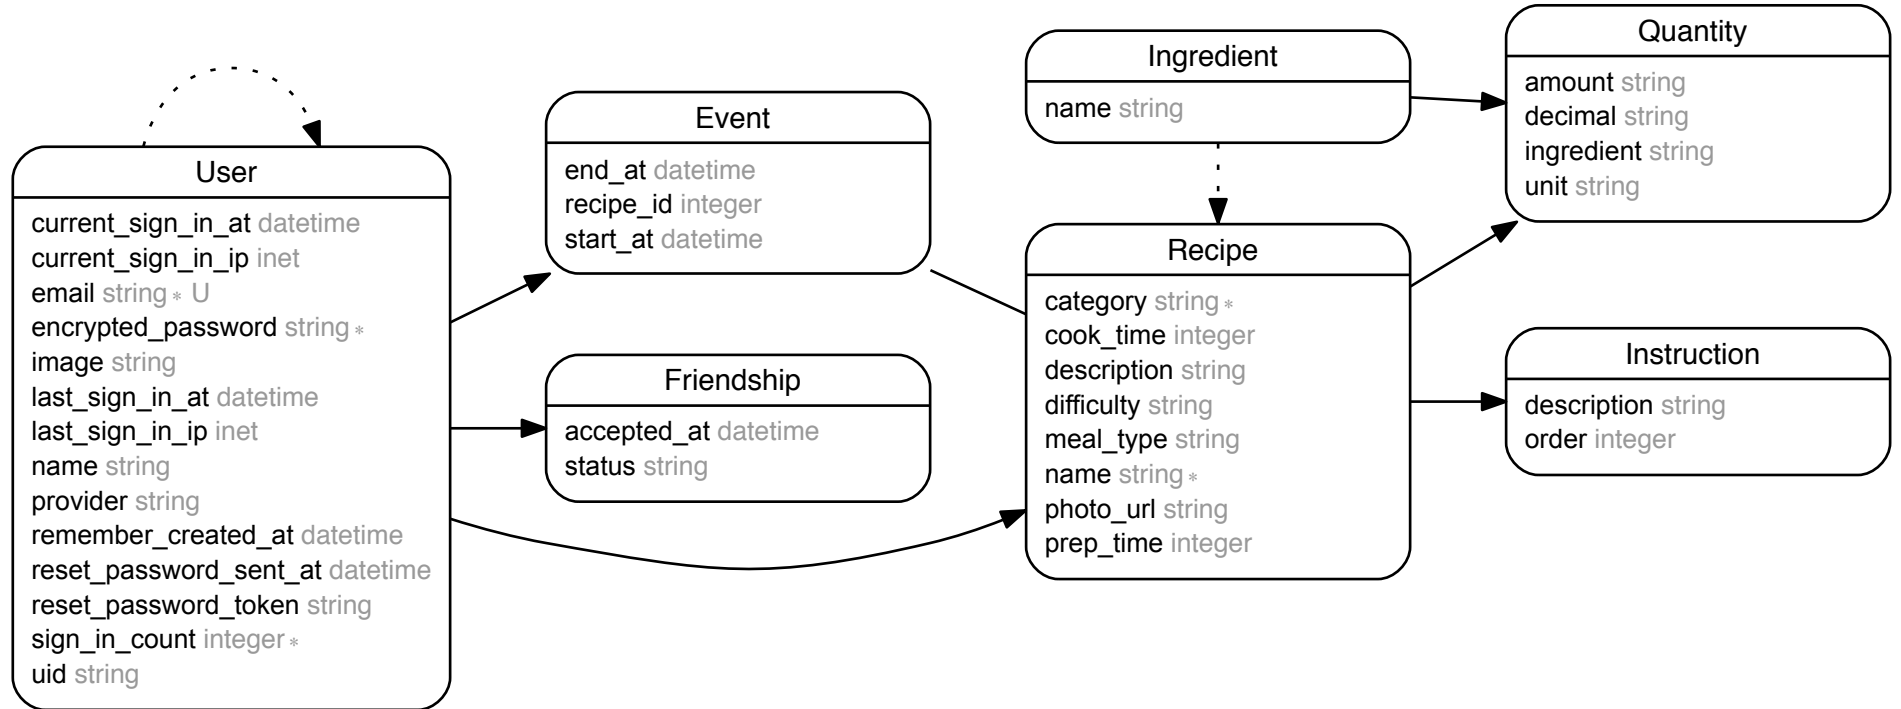 User
current_sign_in_at datetime
current_sign_in_ip inet
email string * U
encrypted_password string *
image string
last_sign_in_at datetime
last_sign_in_ip inet
name string
provider string
remember_created_at datetime
reset_password_sent_at datetime
reset_password_token string
sign_in_count integer *
uid string
Event
end_at datetime
recipe_id integer
start_at datetime
Friendship
accepted_at datetime
status string
Ingredient
name string
Recipe
category string *
cook_time integer
description string
difficulty string
meal_type string
name string *
photo_url string
prep_time integer
Quantity
amount string
decimal string
ingredient string
unit string
Instruction
description string
order integer